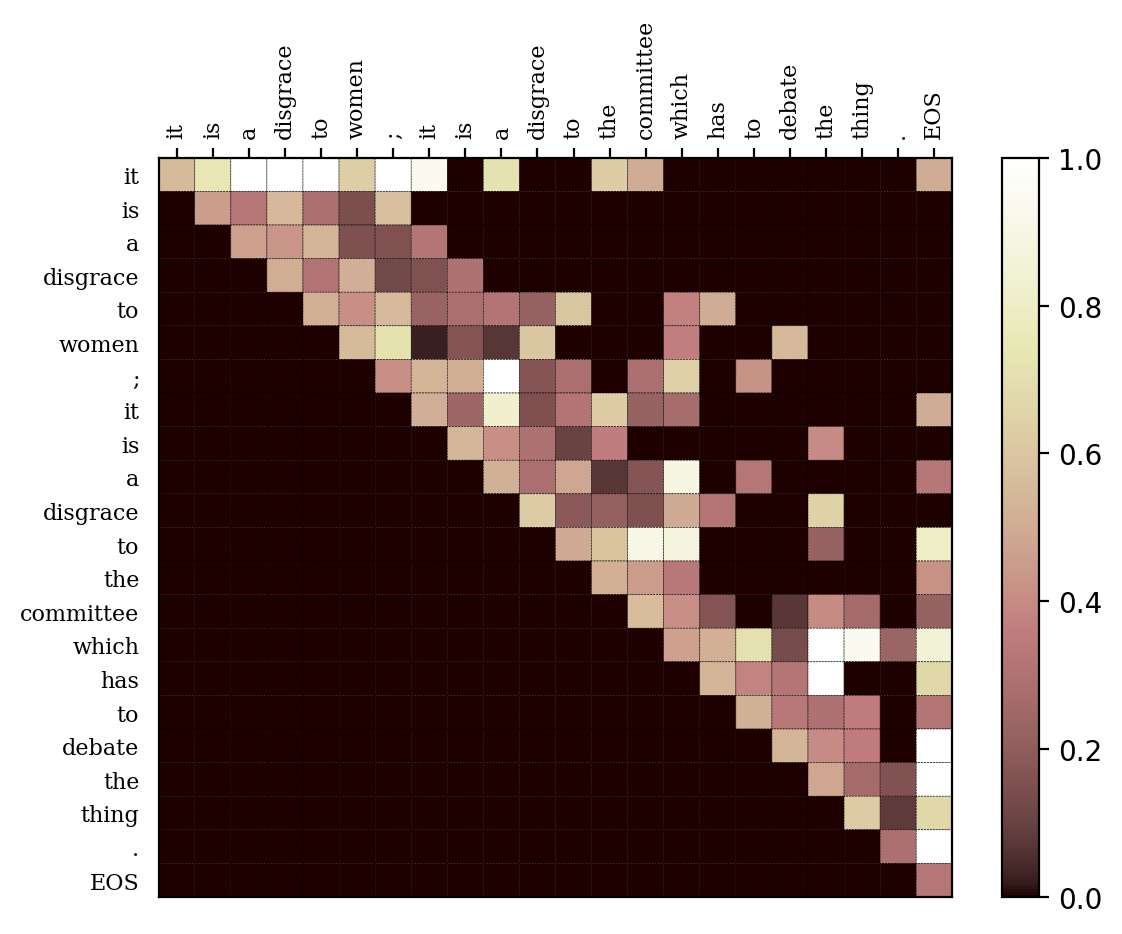 it is a disgrace to women ; it is a disgrace to the committee which has to debate the thing . EOS
it
is
a
disgrace
to
women
;
it
is
a
disgrace
to
the
committee
which
has
to
debate
the
thing
.
EOS
1.0
0.8
0.6
0.4
0.2
0.0